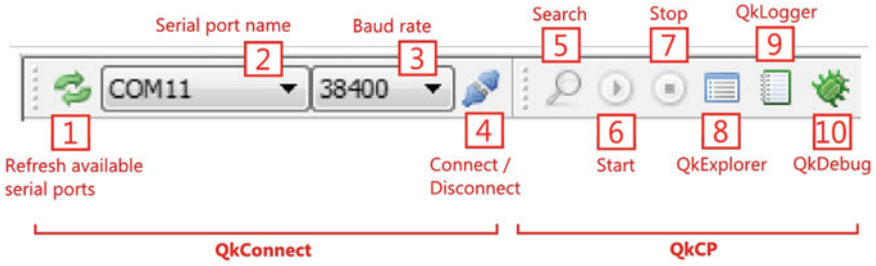 Search Stop QkLogger
Serial port name Baud rate 5 7 9
2 3
COM11 38400
1 4 6 8 10
Refresh available Connect / Start QkExplorer QkDebug
serial ports Disconnect
QkConnect QkCP